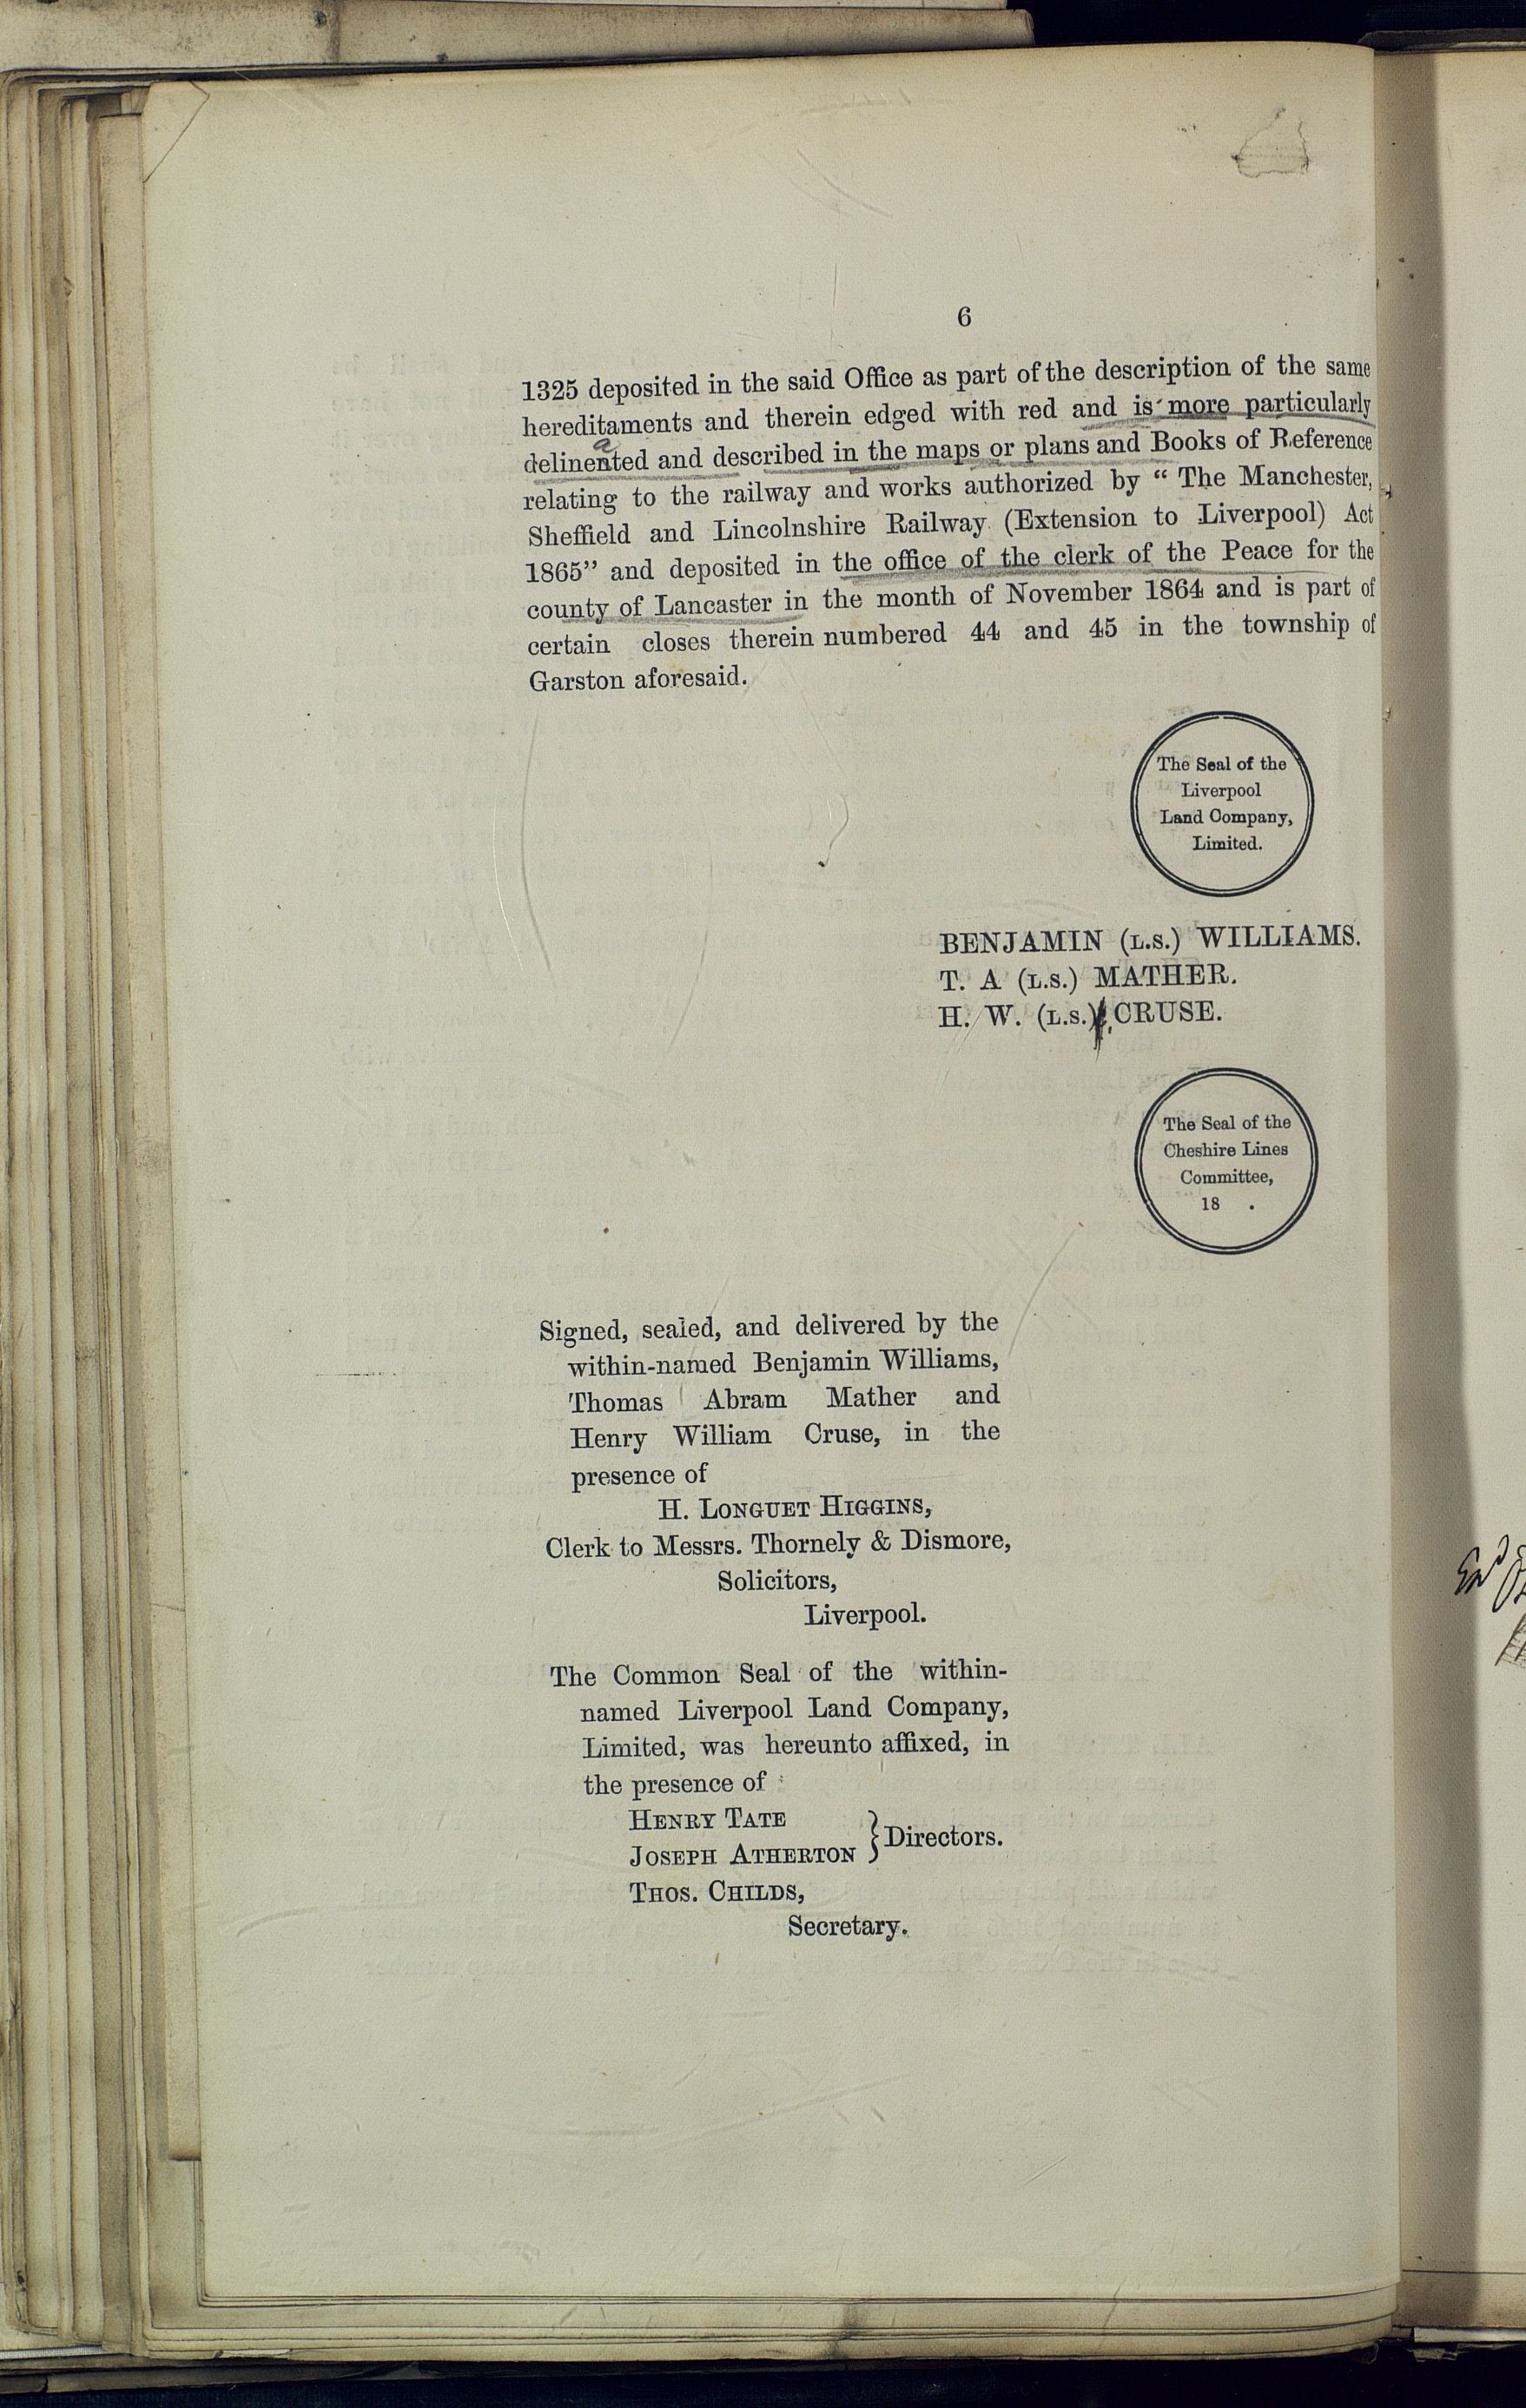 6
1325 deposited in the said Office as part of the description of the same
hereditaments and therein edged with red and is more particularly
a
delinented and described in the maps or plans and Books of Reference
relating to the railway and works authorized by “ The Manchester,
Sheffield and Lincolnshire Railway (Extension to Liverpool) Act
1865” and deposited in the office of the clerk of the Peace for the
county of Lancaster in the month of November 1864 and is part of
certain closes therein numbered 44 and 45 in the township of
Garston aforesaid.
The Seal of the
Liverpool
Land Company,
Limited.
BENJAMIN (L.S.) WILLIAMS.
T. A (L.S.) MATHER.
H. W. (L.S.) CRUSE.
The Seal of the
Cheshire Lines
Committee,
18 .
Signed, sealed, and delivered by the
within-named Benjamin Williams,
Thomas Abram Mather and
Henry William Cruse, in the
presence of
H. LONGUET HIGGINS,
Clerk to Messrs. Thornely & Dismore,
Solicitors,
Liverpool.
The Common Seal of the within-
named Liverpool Land Company,
Limited, was hereunto affixed, in
the presence of
HENRY TATE
JOSEPH ATHERTON } Directors.
THOS. CHILDS,
Secretary.